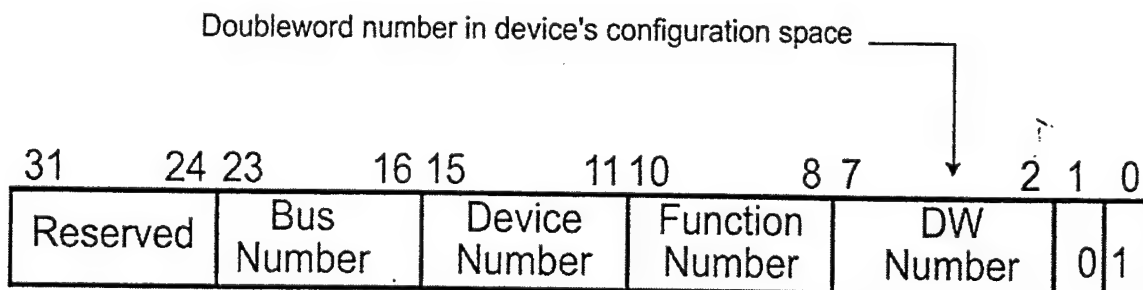 Doubleword number in device's configuration space
31 24 23 16 15 11 10 8 7 2 1 0
Reserved Bus Number Device Number Function Number DW Number 0 1